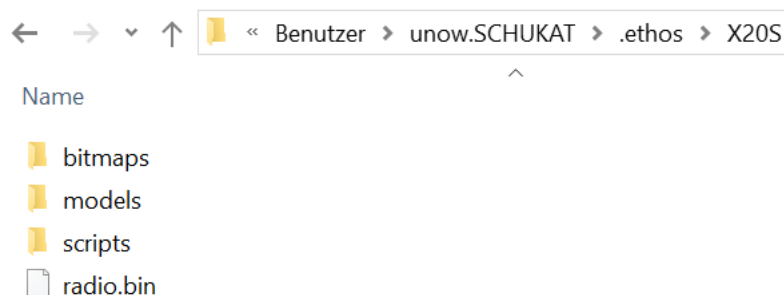 « Benutzer > unow.SCHUKAT > .ethos > X20S
Name
bitmaps
models
scripts
radio.bin